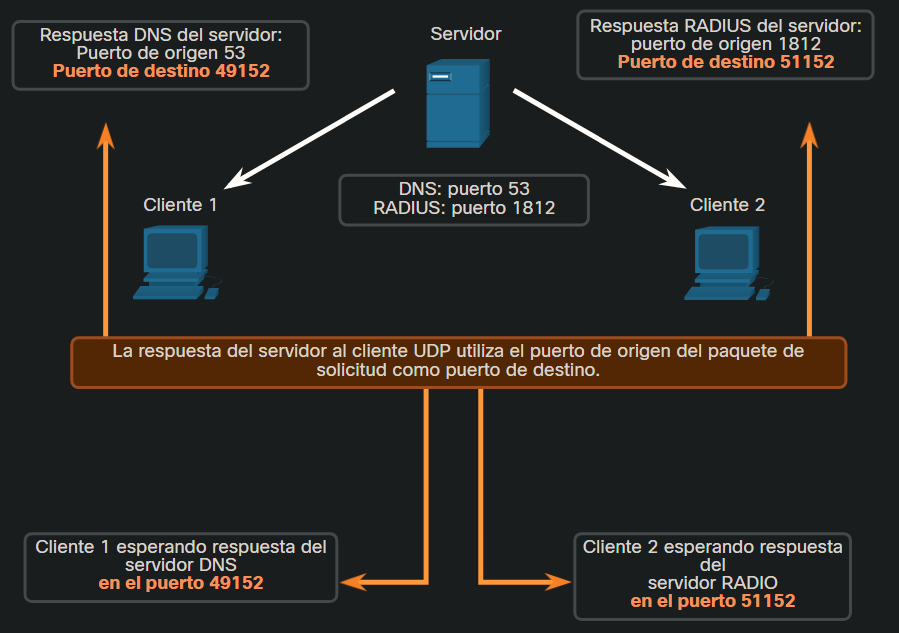 Respuesta DNS del servidor:
Puerto de origen 53
Puerto de destino 49152
Servidor
Respuesta RADIUS del servidor:
puerto de origen 1812
Puerto de destino 51152
Cliente 1
DNS: puerto 53
RADIUS: puerto 1812
Cliente 2
La respuesta del servidor al cliente UDP utiliza el puerto de origen del paquete de
solicitud como puerto de destino.
Cliente 1 esperando respuesta del
servidor DNS
en el puerto 49152
Cliente 2 esperando respuesta
del
servidor RADIO
en el puerto 51152